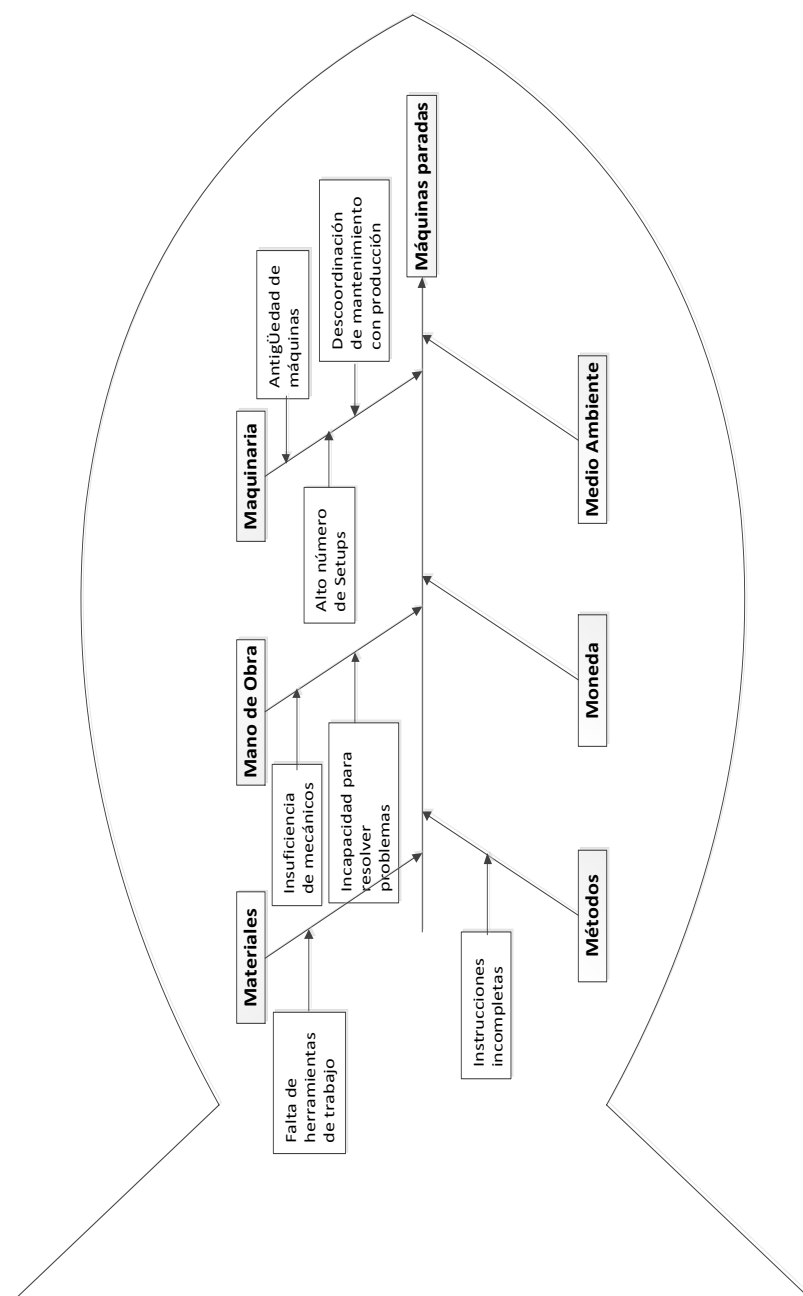 Materiales
Mano de Obra
Maquinaria
Falta de
herramientas
de trabajo
Insuficiencia
de mecánicos
Incapacidad para
resolver
problemas
Alto número
de Setups
AntigÜedad de
máquinas
Descoordinación
de mantenimiento
con producción
Máquinas paradas
Instrucciones
incompletas
Métodos
Moneda
Medio Ambiente